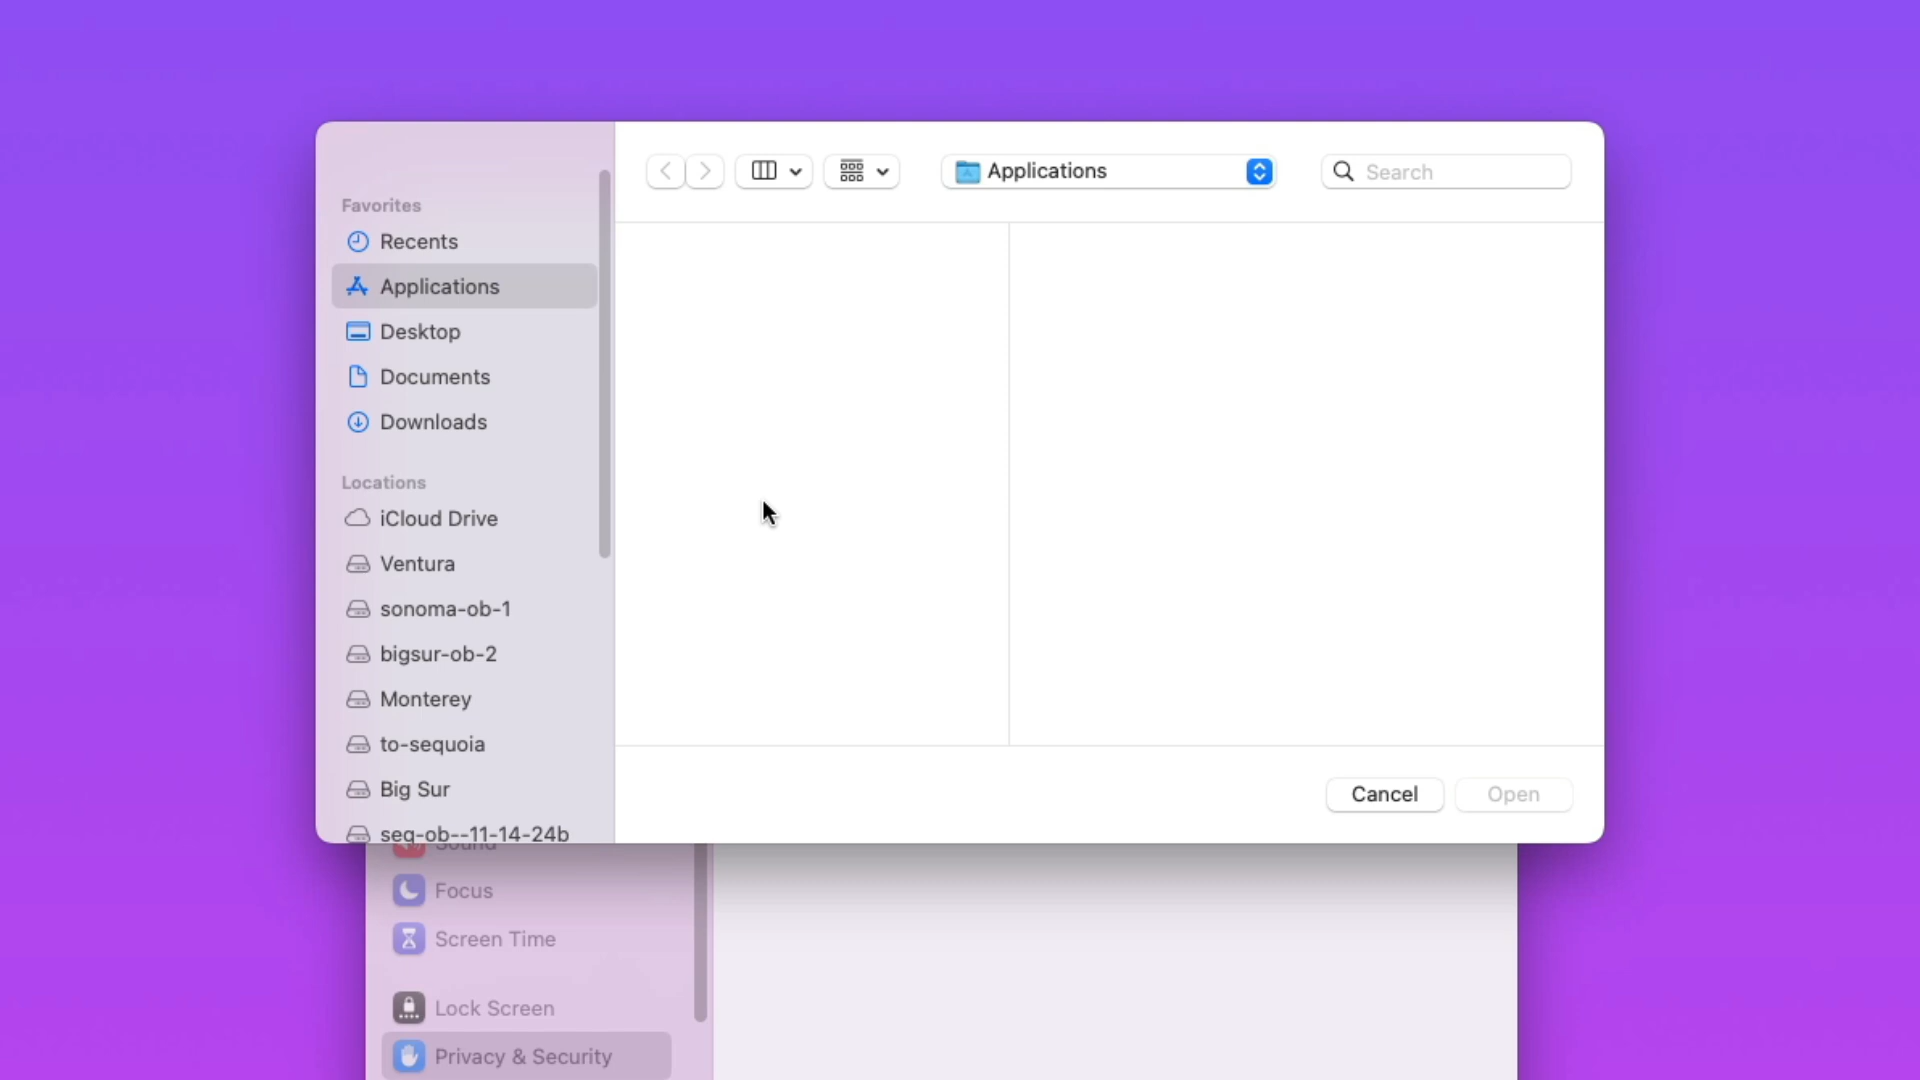 Applications
Search
Favorites
Recents
Applications
Desktop
Documents
Downloads
Locations
iCloud Drive
Ventura
sonoma-ob-1
bigsur-ob-2
Monterey
to-sequoia
Big Sur
seq-ob--11-14-24b
Cancel
Open
Sound
Focus
Screen Time
Lock Screen
Privacy & Security